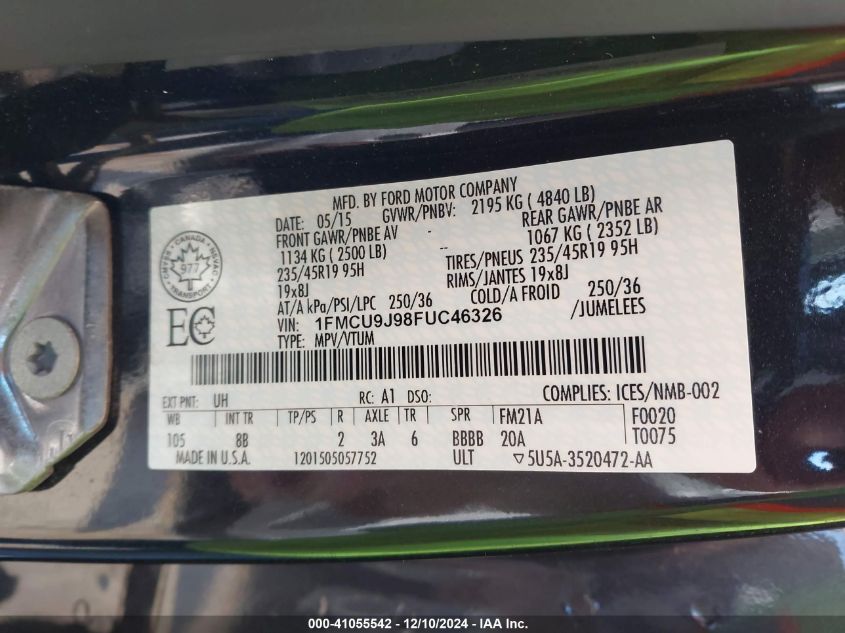 MFD. BY FORD MOTOR COMPANY
DATE: 05/15 GVWR/PNBV: 2195 KG ( 4840 LB)
FRONT GAWR/PNBE AV - REAR GAWR/PNBE AR
1134 KG ( 2500 LB) - 1067 KG ( 2352 LB)
235/45R19 95H TIRES/PNEUS 235/45R19 95H
19x8J RIMS/JANTES 19x8J
AT/A kPa/PSI/LPC 250/36 COLD/A FROID 250/36
VIN: 1FMCU9J98FUC46326 /JUMELEES
TYPE: MPV/VTUM
CANADA
CMVSS NSVAC
977
TRANSPORT
EC
EXT PNT: UH RC: A1 DSO: COMPLIES: ICES/NMB-002
WB INT TR TP/PS R AXLE TR SPR FM21A F0020
105 8B 2 3A 6 BBBB 20A T0075
MADE IN U.S.A. 1201505057752 ULT ▽5U5A-3520472-AA
000-41055542 - 12/10/2024 - IAA Inc.